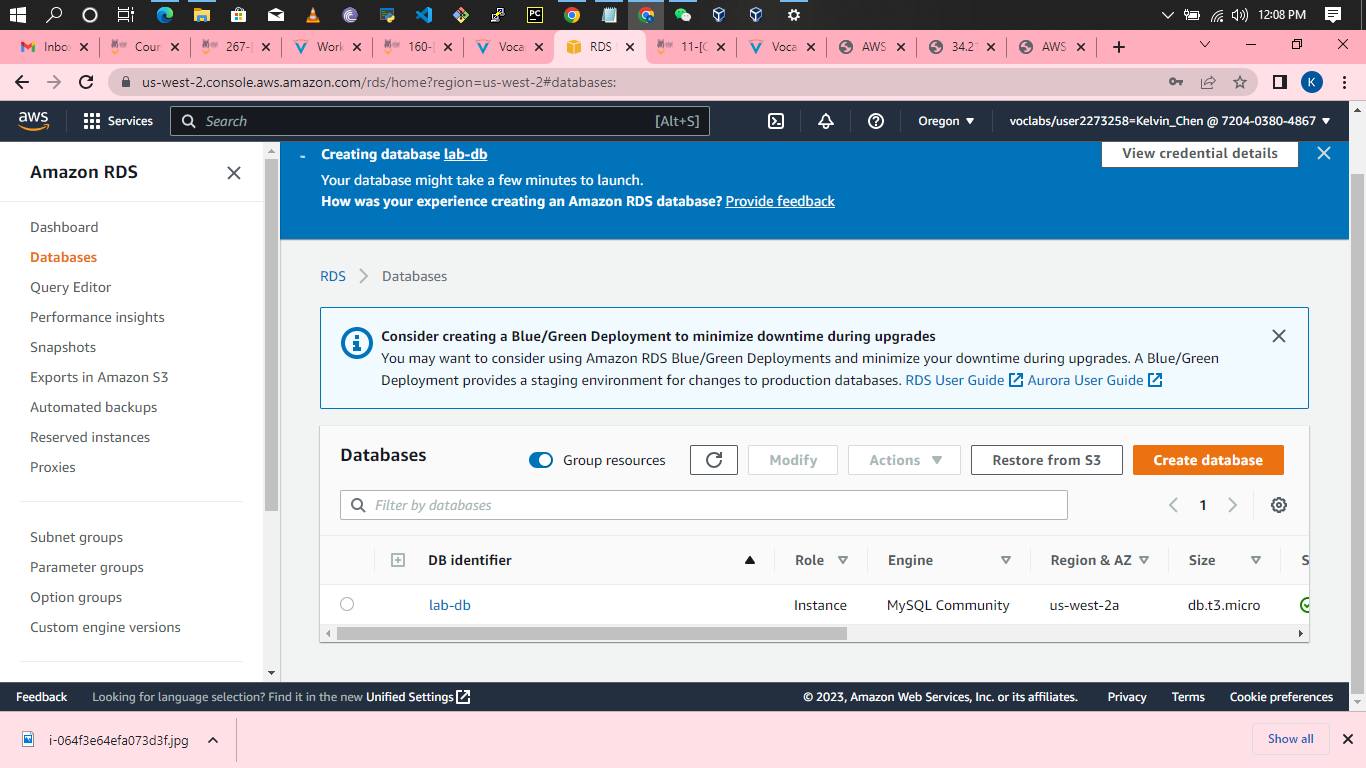 12:08 PM
Inbo
Cour
267-[
Work
160-[
Voca
RDS
11-[C
Voca
AWS
34.2
AWS
us-west-2.console.aws.amazon.com/rds/home?region=us-west-2#databases:
K
aws
Services
Search
[Alt+S]
Oregon
voclabs/user2273258=Kelvin_Chen @ 7204-0380-4867
Amazon RDS
Dashboard
Databases
Query Editor
Performance insights
Snapshots
Exports in Amazon S3
Automated backups
Reserved instances
Proxies
Subnet groups
Parameter groups
Option groups
Custom engine versions
Creating database lab-db
View credential details
Your database might take a few minutes to launch.
How was your experience creating an Amazon RDS database? Provide feedback
RDS
Databases
Consider creating a Blue/Green Deployment to minimize downtime during upgrades
You may want to consider using Amazon RDS Blue/Green Deployments and minimize your downtime during upgrades. A Blue/Green
Deployment provides a staging environment for changes to production databases. RDS User Guide Aurora User Guide
Databases
Group resources
Modify
Actions
Restore from S3
Create database
Filter by databases
1
DB identifier
Role
Engine
Region & AZ
Size
S
lab-db
Instance
MySQL Community
us-west-2a
db.t3.micro
Feedback
Looking for language selection? Find it in the new Unified Settings
© 2023, Amazon Web Services, Inc. or its affiliates.
Privacy
Terms
Cookie preferences
i-064f3e64efa073d3f.jpg
Show all